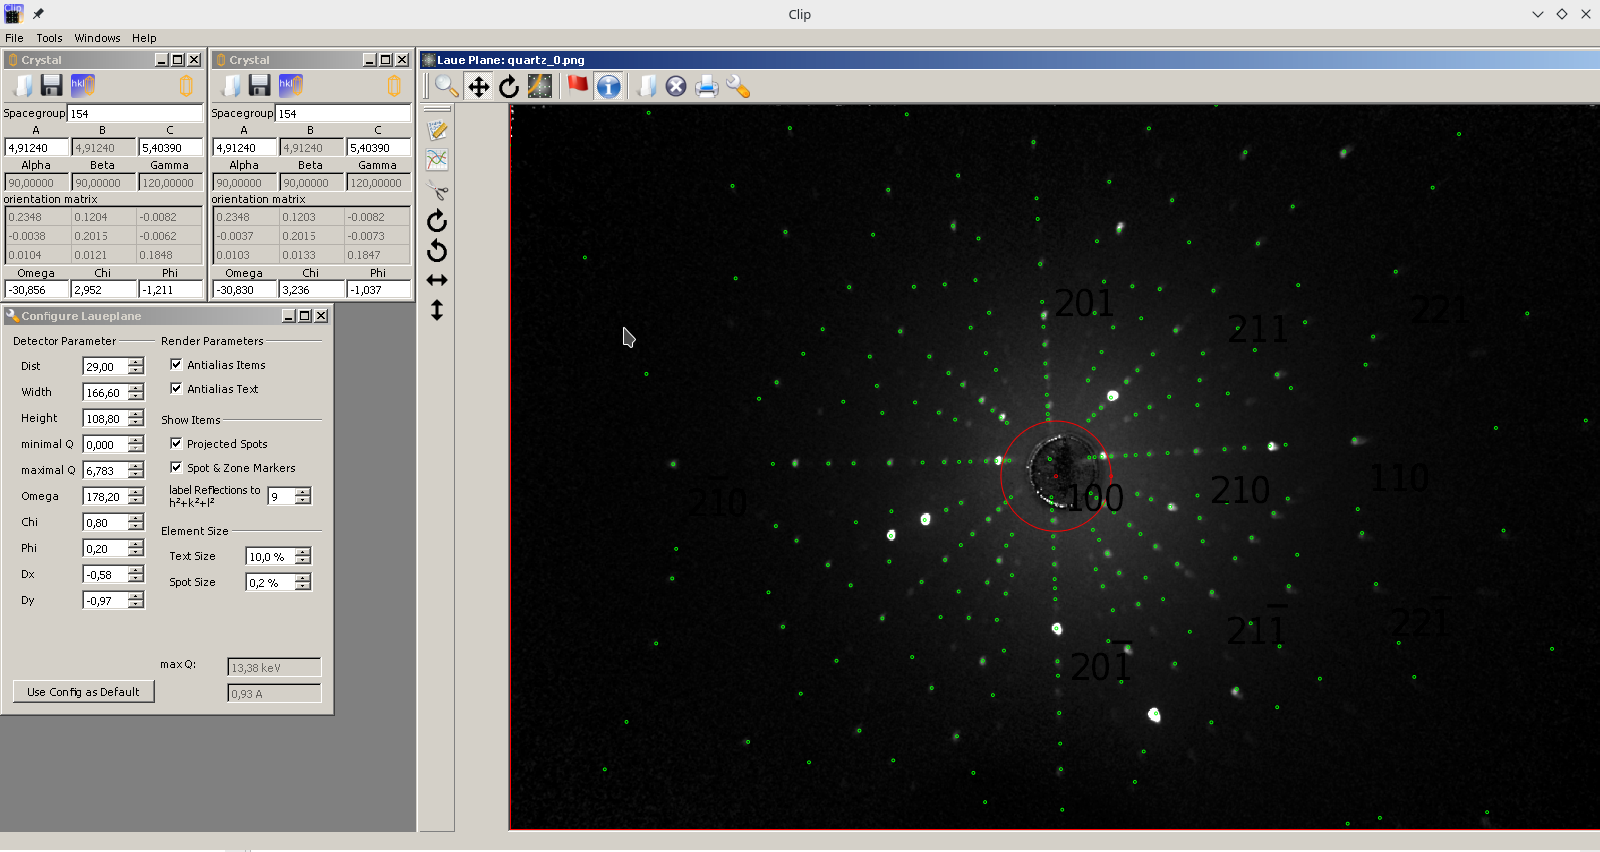 Clip
File Tools Windows Help
Crystal
Spacegroup 154
A B C
4,91240 4,91240 5,40390
Alpha Beta Gamma
90,00000 90,00000 120,00000
orientation matrix
0.2348 0.1204 -0.0082
-0.0038 0.2015 -0.0062
0.0104 0.0121 0.1848
Omega Chi Phi
-30,856 2,952 -1,211
Crystal
Spacegroup 154
A B C
4,91240 4,91240 5,40390
Alpha Beta Gamma
90,00000 90,00000 120,00000
orientation matrix
0.2348 0.1203 -0.0082
-0.0037 0.2015 -0.0073
0.0103 0.0133 0.1847
Omega Chi Phi
-30,830 3,236 -1,037
Configure Laueplane
Detector Parameter
Dist 29,00
Width 166,60
Height 108,80
minimal Q 0,000
maximal Q 6,783
Omega 178,20
Chi 0,80
Phi 0,20
Dx -0,58
Dy -0,97
Render Parameters
Antialias Items
Antialias Text
Show Items
Projected Spots
Spot & Zone Markers
label Reflections to
h²+k²+l² 9
Element Size
Text Size 10,0 %
Spot Size 0,2 %
max Q: 13,38 keV
0,93 A
Use Config as Default
Laue Plane: quartz_0.png
hkl
201
211
221
100
210
110
201̅
211̅
221̅